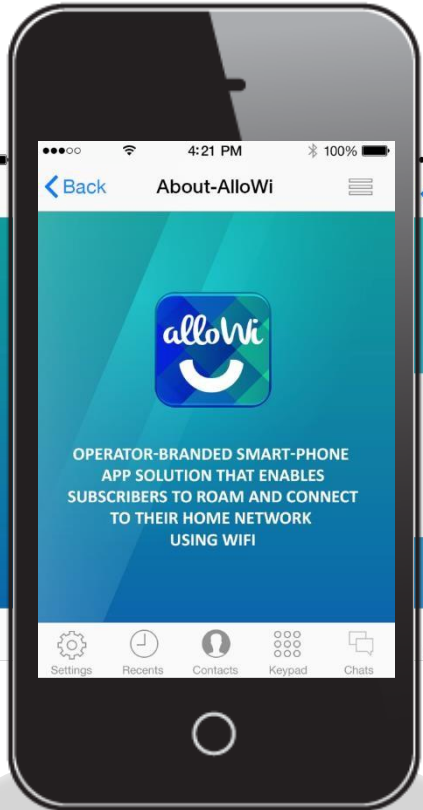 4:21 PM 100%
Back About-AlloWi
alloWi
OPERATOR-BRANDED SMART-PHONE
APP SOLUTION THAT ENABLES
SUBSCRIBERS TO ROAM AND CONNECT
TO THEIR HOME NETWORK
USING WIFI
Settings Recents Contacts Keypad Chats